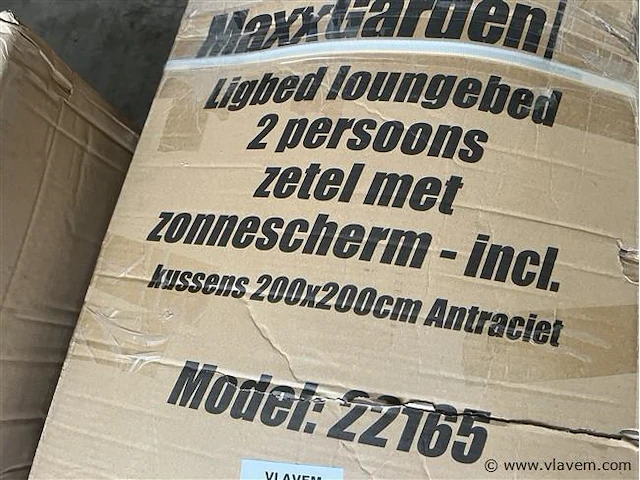 MaxxGarden
Ligbed loungebed
2 persoons
zetel met
zonnescherm - incl.
kussens 200x200cm Antraciet
Model: 22165
VLAVEM
© www.vlavem.com